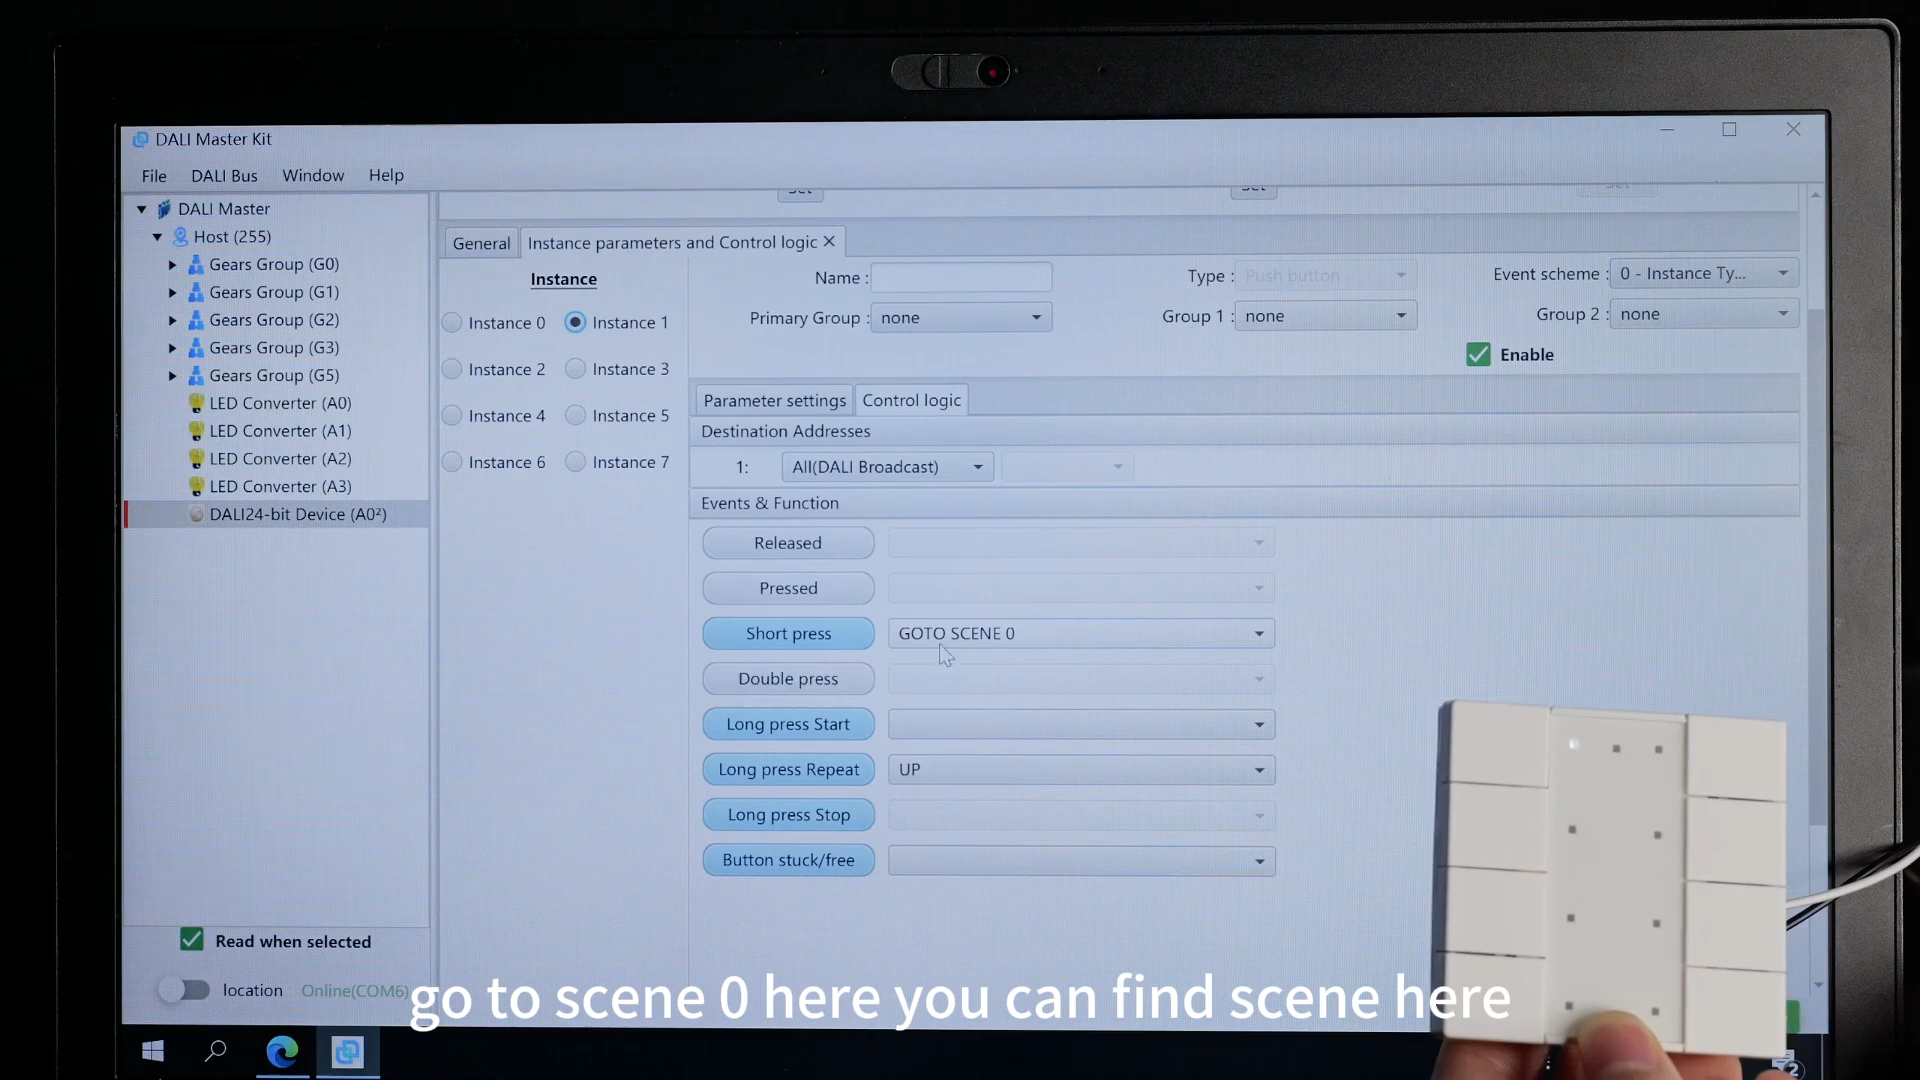 DALI Master Kit
File DALI Bus Window Help
DALI Master
Host (255)
Gears Group (G0)
Gears Group (G1)
Gears Group (G2)
Gears Group (G3)
Gears Group (G5)
LED Converter (A0)
LED Converter (A1)
LED Converter (A2)
LED Converter (A3)
DALI24-bit Device (A0²)
Read when selected
location Online(COM6)
General Instance parameters and Control logic
Instance
Instance 0 Instance 1
Instance 2 Instance 3
Instance 4 Instance 5
Instance 6 Instance 7
Name : Type : Push button Event scheme : 0 - Instance Ty...
Primary Group : none Group 1 : none Group 2 : none
Enable
Parameter settings Control logic
Destination Addresses
1: All(DALI Broadcast)
Events & Function
Released
Pressed
Short press GOTO SCENE 0
Double press
Long press Start
Long press Repeat UP
Long press Stop
Button stuck/free
go to scene 0 here you can find scene here
2